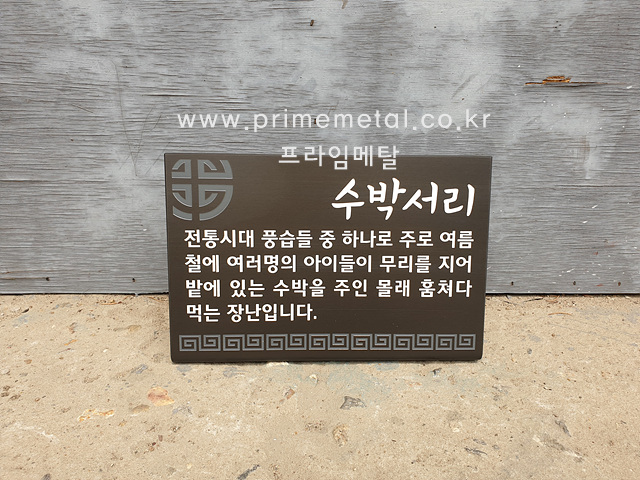 www.primemetal.co.kr
프라임메탈
수박서리
전통시대 풍습들 중 하나로 주로 여름
철에 여러명의 아이들이 무리를 지어
밭에 있는 수박을 주인 몰래 훔쳐다
먹는 장난입니다.